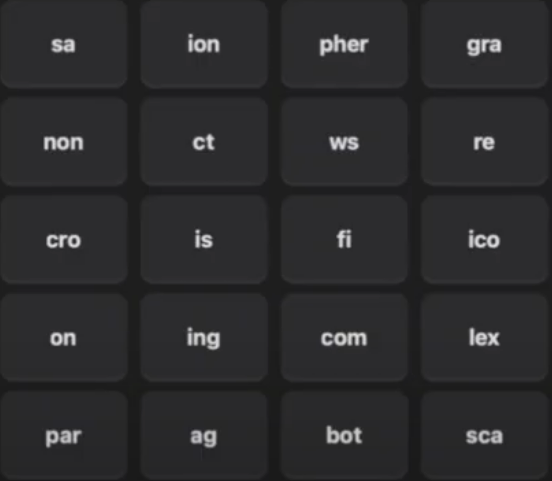 sa ion pher gra
non ct ws re
cro is fi ico
on ing com lex
par ag bot sca